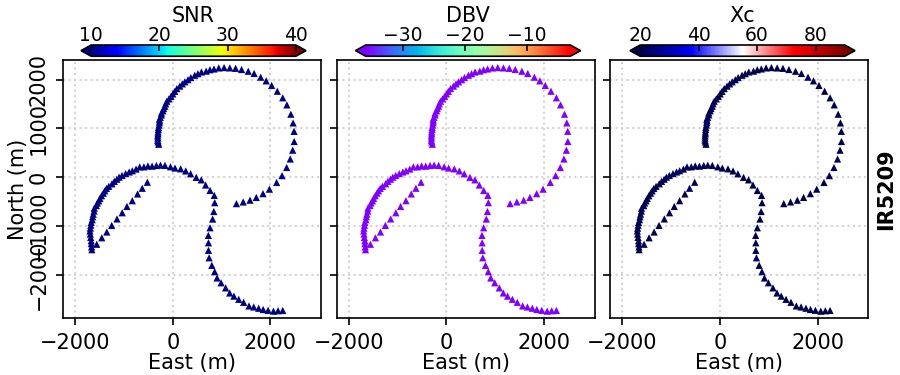 SNR
DBV
Xc
10 20 30 40
−30 −20 −10
20 40 60 80
North (m)
2000
1000
0
−1000
−2000
−2000 0 2000
−2000 0 2000
−2000 0 2000
East (m)
East (m)
East (m)
IR5209